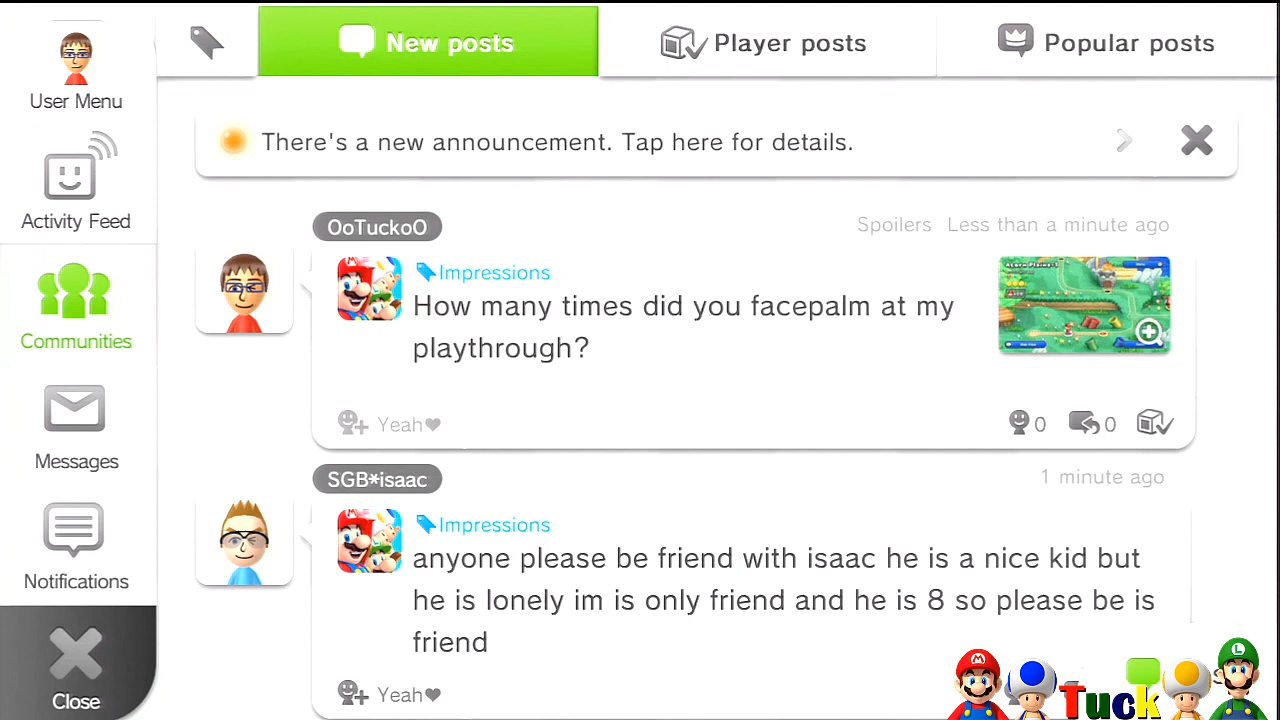 New posts
Player posts
Popular posts
User Menu
Activity Feed
Communities
Messages
Notifications
Close
There's a new announcement. Tap here for details.
OoTuckoO
Spoilers Less than a minute ago
Impressions
How many times did you facepalm at my
playthrough?
Acorn Plains
Yeah♥
0
0
SGB*isaac
1 minute ago
Impressions
anyone please be friend with isaac he is a nice kid but
he is lonely im is only friend and he is 8 so please be is
friend
Yeah♥
Tuck